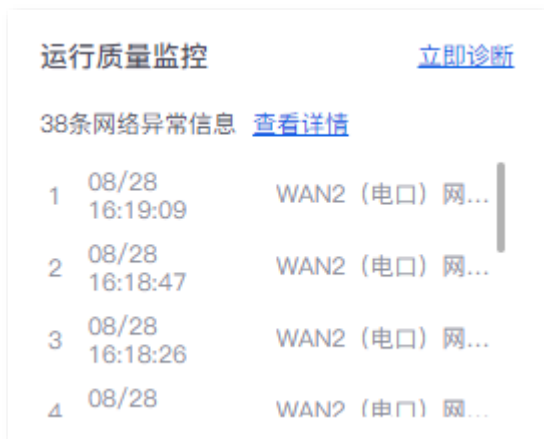 运行质量监控 立即诊断
38条网络异常信息 查看详情
1 08/28 16:19:09 WAN2（电口）网...
2 08/28 16:18:47 WAN2（电口）网...
3 08/28 16:18:26 WAN2（电口）网...
4 08/28 WAN2（电口）网...